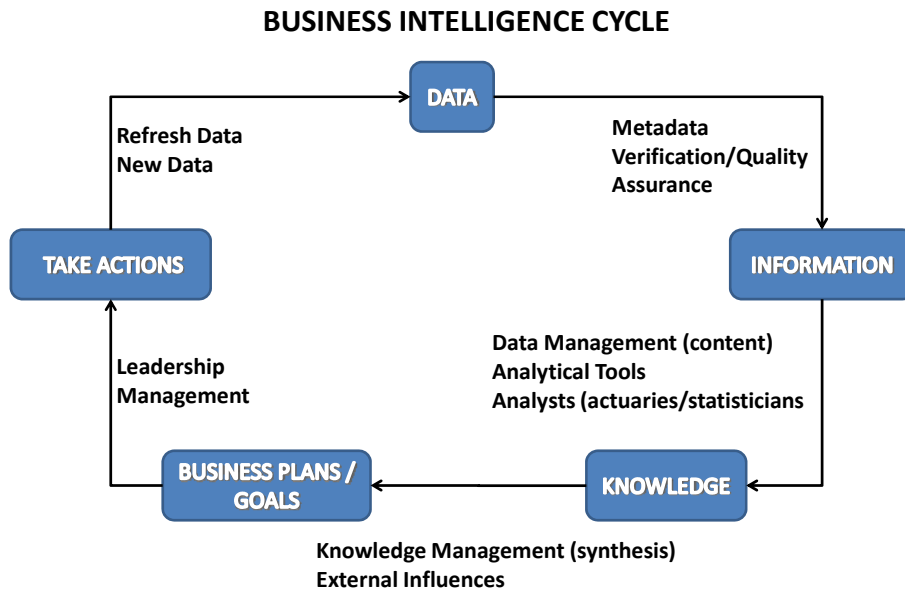 BUSINESS INTELLIGENCE CYCLE
DATA
Refresh Data
New Data
Metadata
Verification/Quality
Assurance
TAKE ACTIONS
INFORMATION
Leadership
Management
Data Management (content)
Analytical Tools
Analysts (actuaries/statisticians
BUSINESS PLANS /
GOALS
KNOWLEDGE
Knowledge Management (synthesis)
External Influences